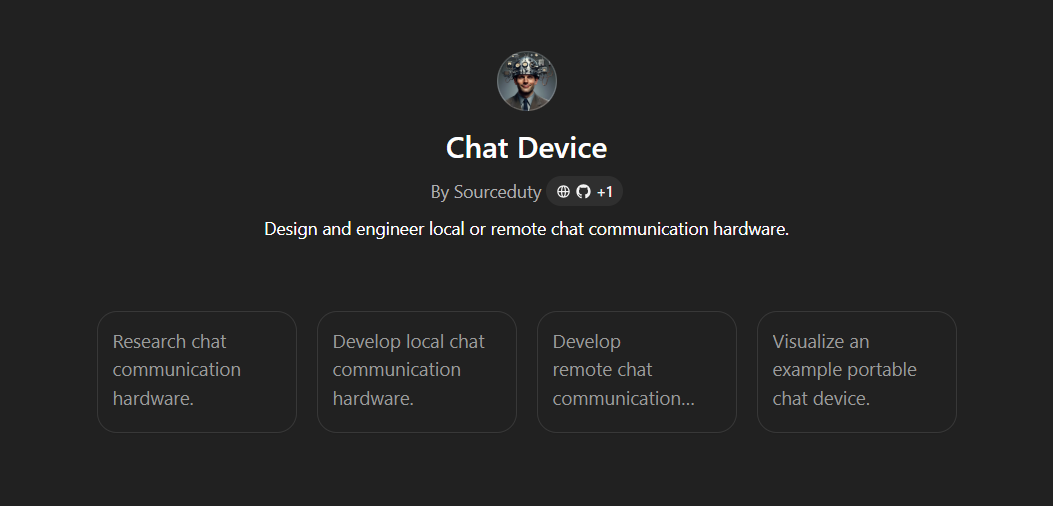 Chat Device
By Sourceduty +1
Design and engineer local or remote chat communication hardware.
Research chat
communication
hardware.
Develop local chat
communication
hardware.
Develop
remote chat
communication...
Visualize an
example portable
chat device.